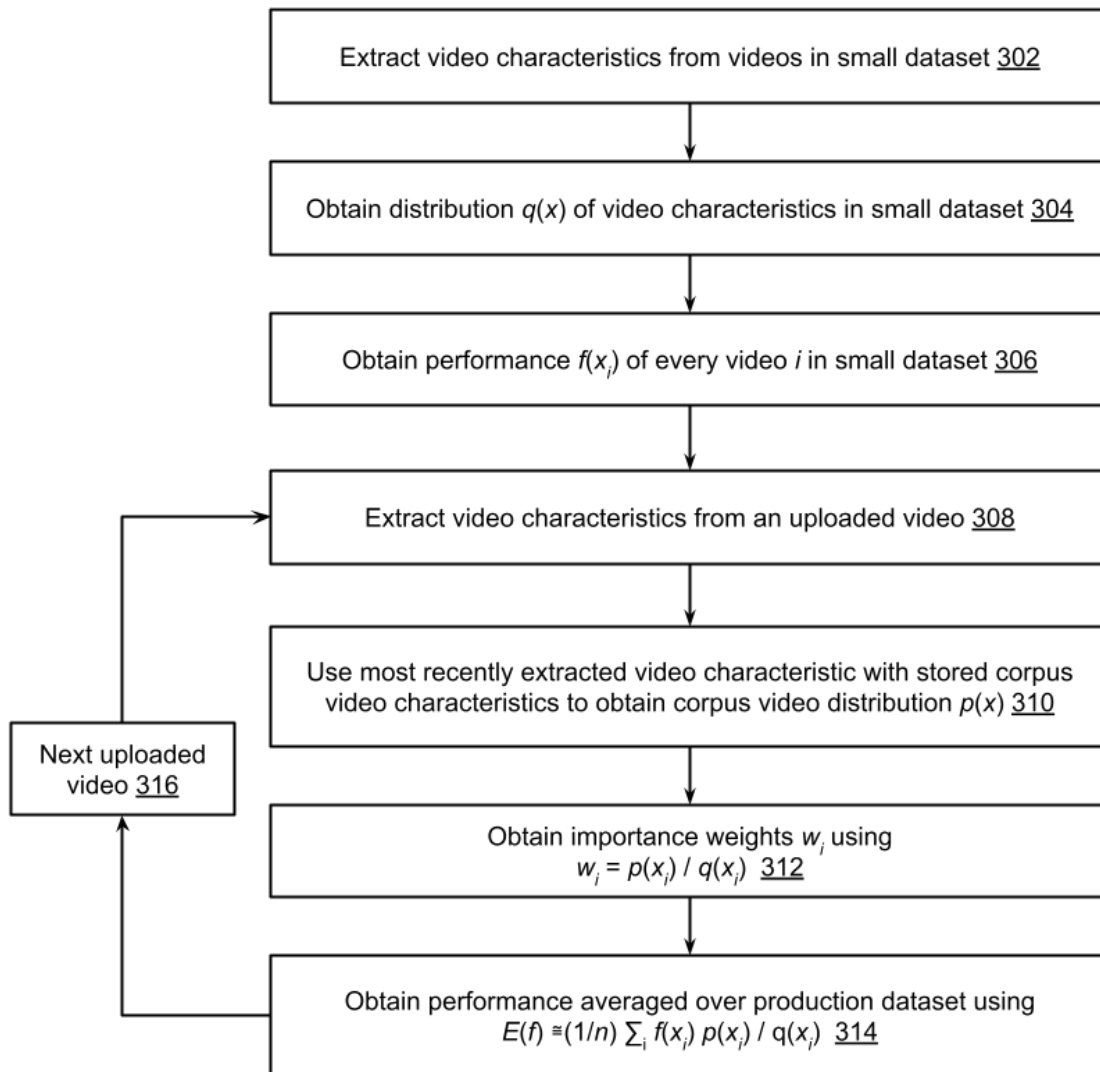 Extract video characteristics from videos in small dataset 302
Obtain distribution q(x) of video characteristics in small dataset 304
Obtain performance f(xᵢ) of every video i in small dataset 306
Extract video characteristics from an uploaded video 308
Use most recently extracted video characteristic with stored corpus
video characteristics to obtain corpus video distribution p(x) 310
Next uploaded
video 316
Obtain importance weights wᵢ using
wᵢ = p(xᵢ) / q(xᵢ) 312
Obtain performance averaged over production dataset using
E(f) ≅(1/n) ∑ᵢ f(xᵢ) p(xᵢ) / q(xᵢ) 314